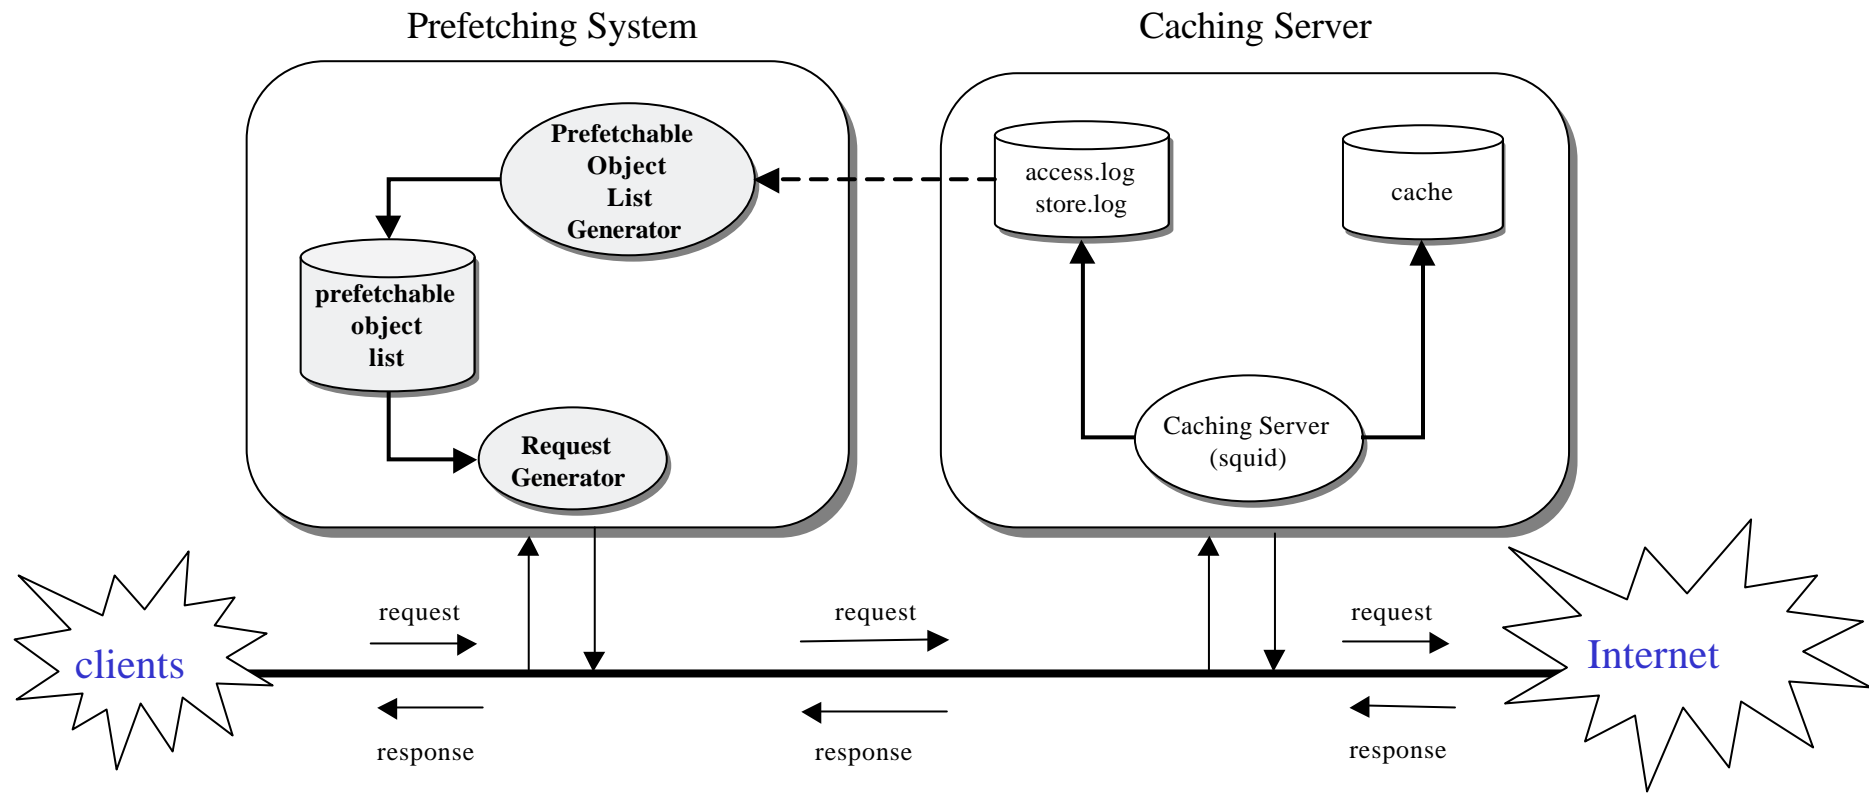 Prefetching System
Caching Server
Prefetchable
Object
List
Generator
access.log
store.log
cache
prefetchable
object
list
Request
Generator
Caching Server
(squid)
request
request
request
clients
Internet
response
response
response